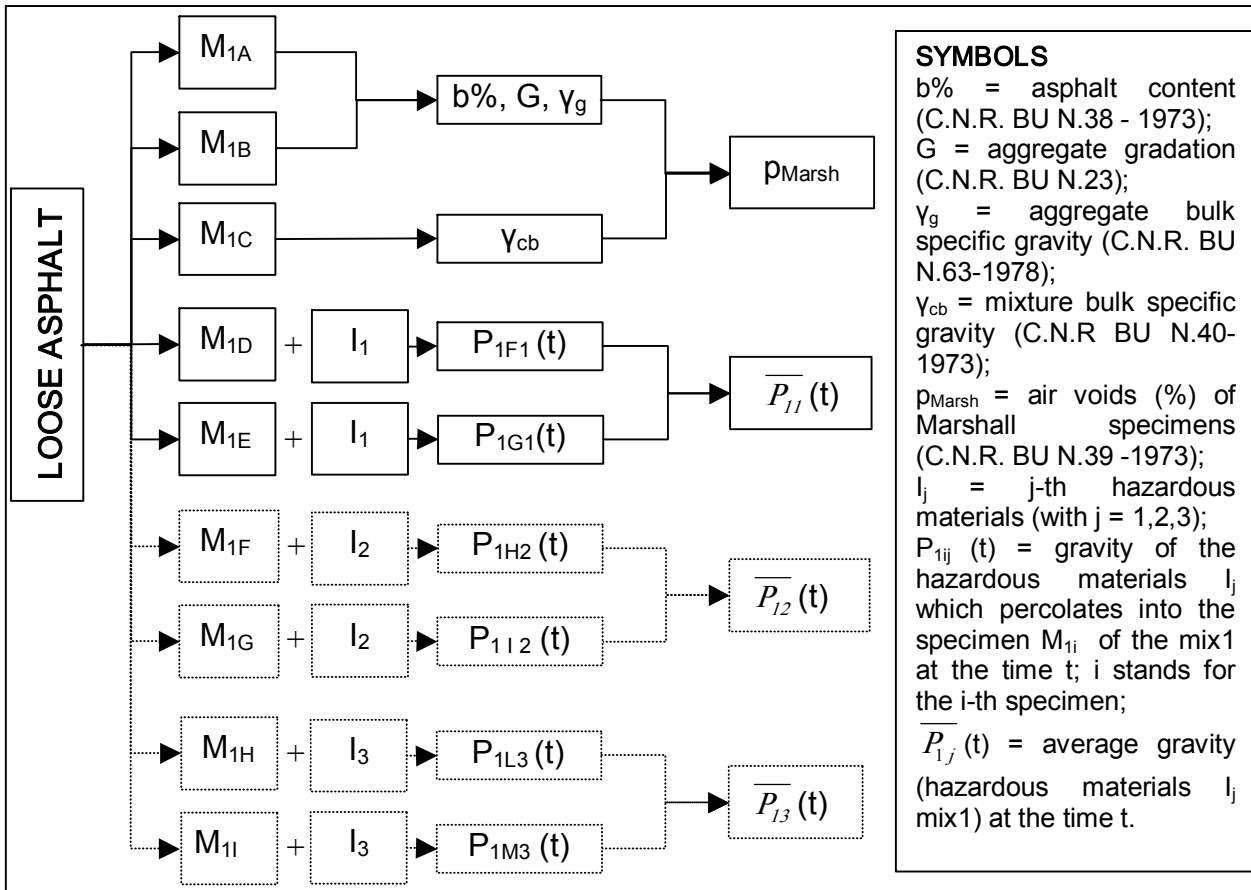 LOOSE ASPHALT
M1A
M1B
b%, G, γg
M1C
γcb
pMarsh
M1D + I1 P1F1 (t)
M1E + I1 P1G1(t)
P11 (t)
M1F + I2 P1H2 (t)
M1G + I2 P1 I 2 (t)
P12 (t)
M1H + I3 P1L3 (t)
M1I + I3 P1M3 (t)
P13 (t)
SYMBOLS
b% = asphalt content
(C.N.R. BU N.38 - 1973);
G = aggregate gradation
(C.N.R. BU N.23);
γg = aggregate bulk
specific gravity (C.N.R. BU
N.63-1978);
γcb = mixture bulk specific
gravity (C.N.R BU N.40-
1973);
pMarsh = air voids (%) of
Marshall specimens
(C.N.R. BU N.39 -1973);
Ij = j-th hazardous
materials (with j = 1,2,3);
P1ij (t) = gravity of the
hazardous materials Ij
which percolates into the
specimen M1i of the mix1
at the time t; i stands for
the i-th specimen;
P1j (t) = average gravity
(hazardous materials Ij
mix1) at the time t.